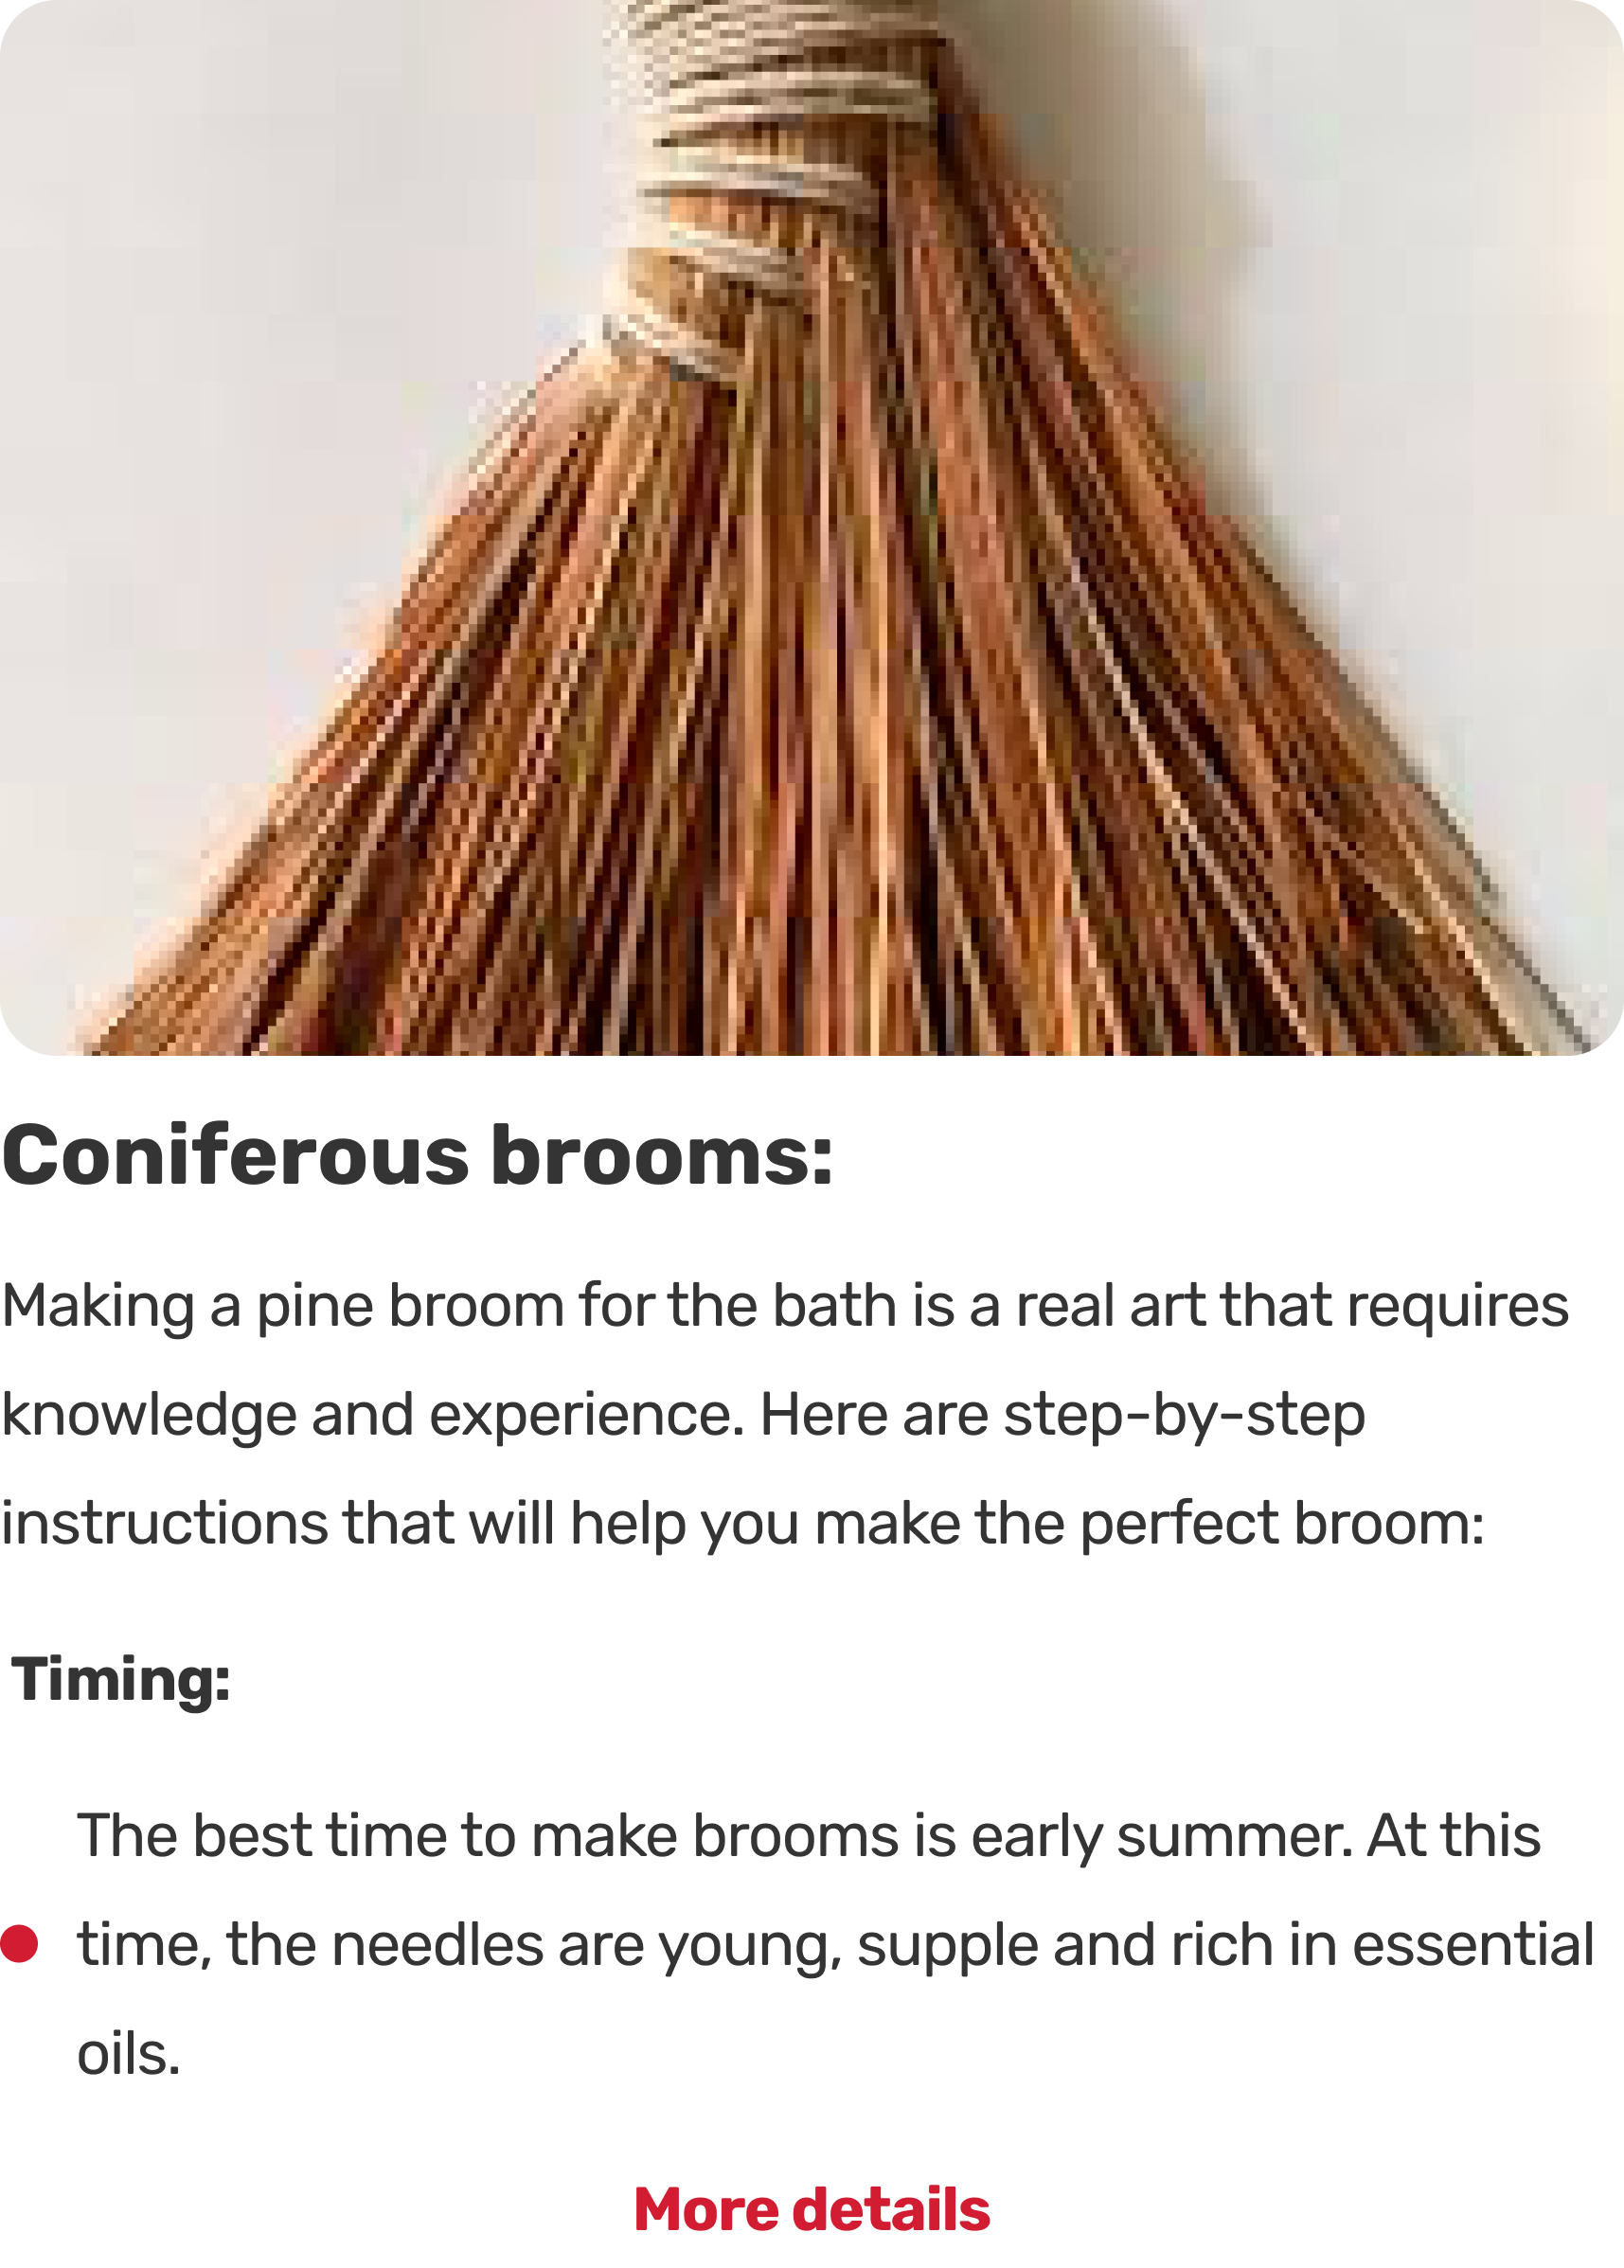 Coniferous brooms:
Making a pine broom for the bath is a real art that requires
knowledge and experience. Here are step-by-step
instructions that will help you make the perfect broom:
Timing:
The best time to make brooms is early summer. At this
time, the needles are young, supple and rich in essential
oils.
More details